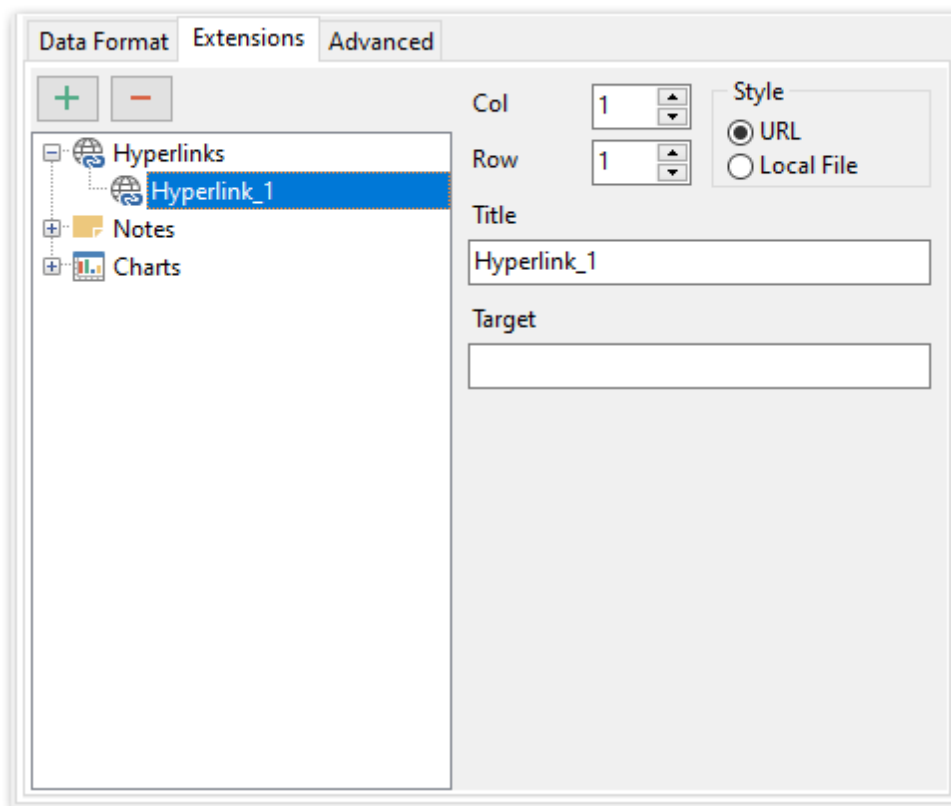 Data Format Extensions Advanced
Col 1
Style
URL
Row 1
Local File
Hyperlinks
Hyperlink_1
Notes
Charts
Title
Hyperlink_1
Target